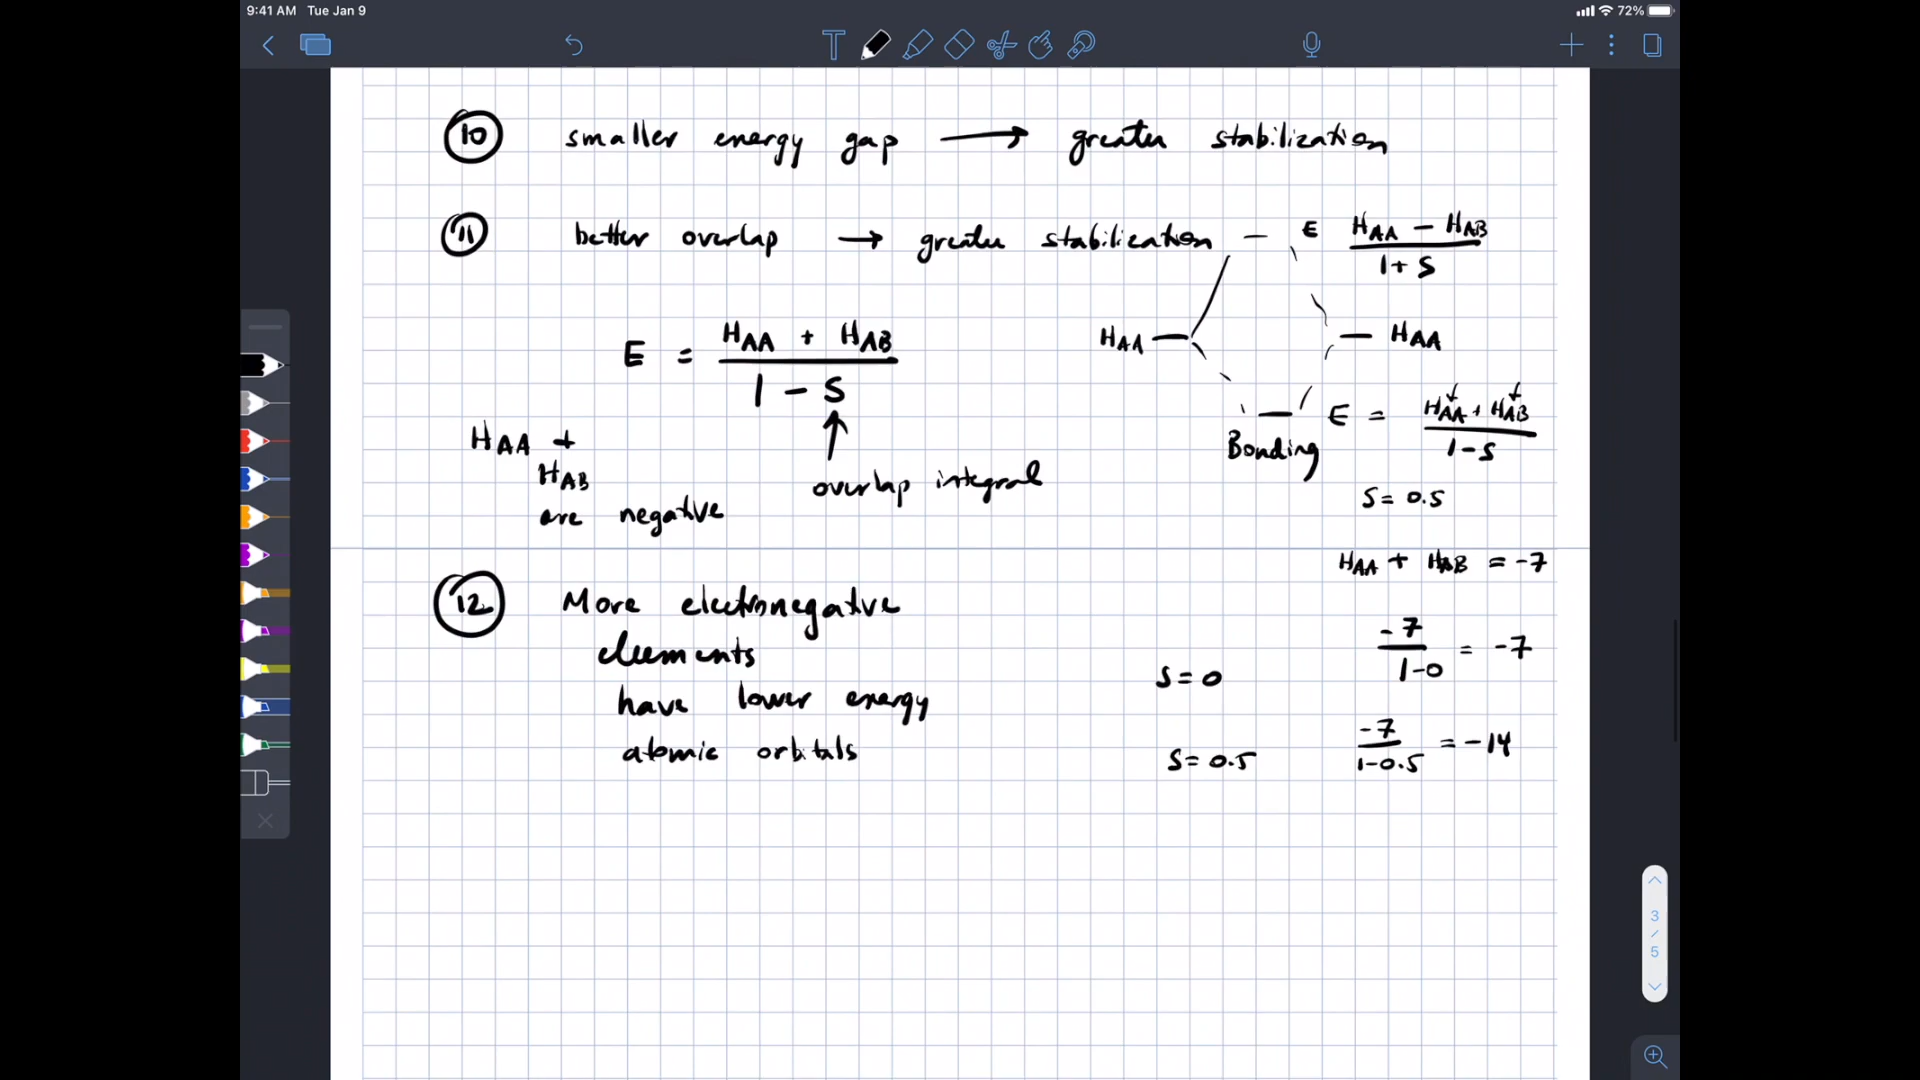 9:41 AM Tue Jan 9
72%
10 smaller energy gap → greater stabilization
11 better overlap → greater stabilization – E HAA − HAB / 1 + S
E = HAA + HAB / 1 − S
HAA – – HAA
– E = HAA + HAB / 1 − S
Bonding
HAA +
HAB
are negative
↑
overlap integral
S = 0.5
HAA + HAB = -7
12 More electronegative
elements
have lower energy
atomic orbitals
S = 0 -7 / 1-0 = -7
S = 0.5 -7 / 1-0.5 = -14
3
/
5